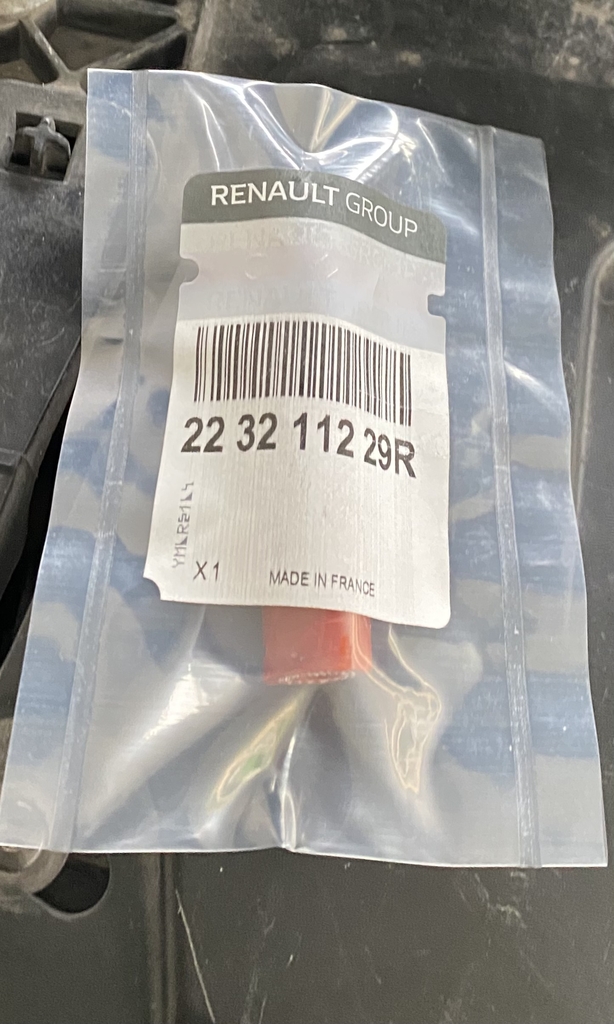 RENAULT GROUP
22 32 112 29R
X1 MADE IN FRANCE